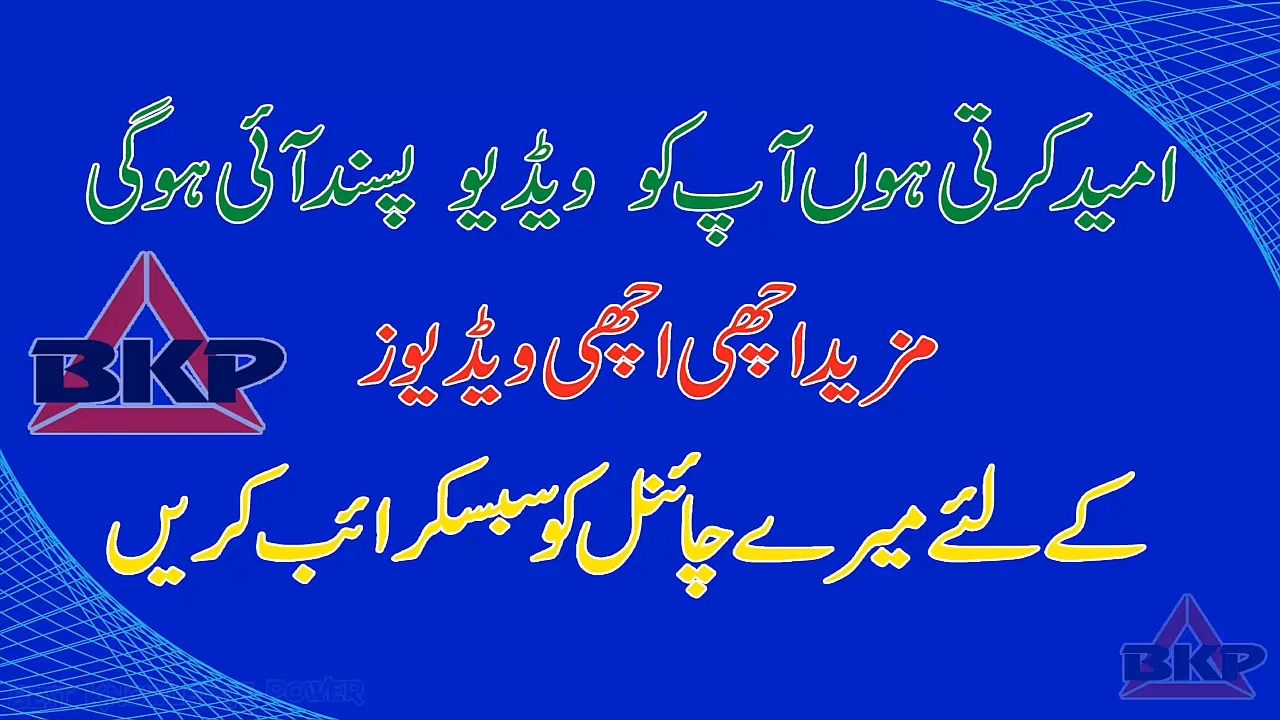 امید کرتی ہوں آپ کو ویڈیو پسند آئی ہوگی
مزید اچھی اچھی ویڈیوز
BKP
کے لئے میرے چائنل کو سبسکرائب کریں
BKP
POWER